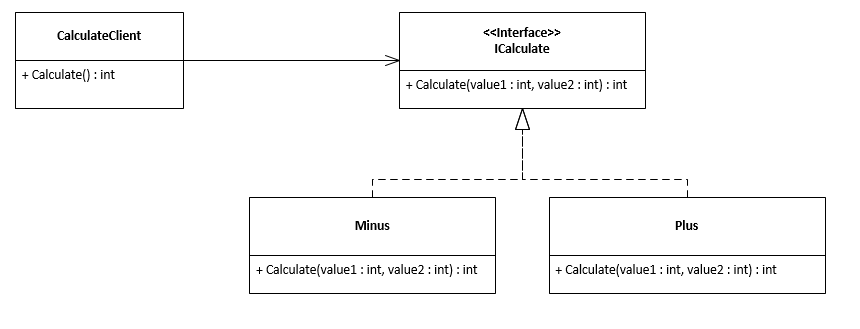 CalculateClient
+ Calculate() : int
<<Interface>>
ICalculate
+ Calculate(value1 : int, value2 : int) : int
Minus
+ Calculate(value1 : int, value2 : int) : int
Plus
+ Calculate(value1 : int, value2 : int) : int